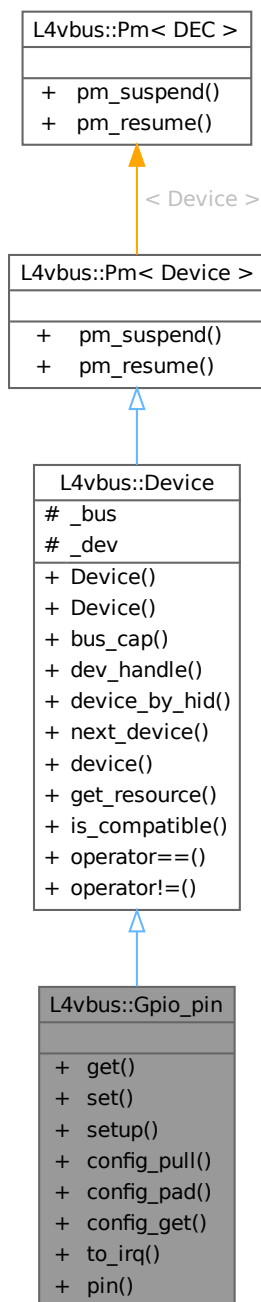 L4vbus::Pm< DEC >
+ pm_suspend()
+ pm_resume()
< Device >
L4vbus::Pm< Device >
+ pm_suspend()
+ pm_resume()
L4vbus::Device
# _bus
# _dev
+ Device()
+ Device()
+ bus_cap()
+ dev_handle()
+ device_by_hid()
+ next_device()
+ device()
+ get_resource()
+ is_compatible()
+ operator==()
+ operator!=()
L4vbus::Gpio_pin
+ get()
+ set()
+ setup()
+ config_pull()
+ config_pad()
+ config_get()
+ to_irq()
+ pin()